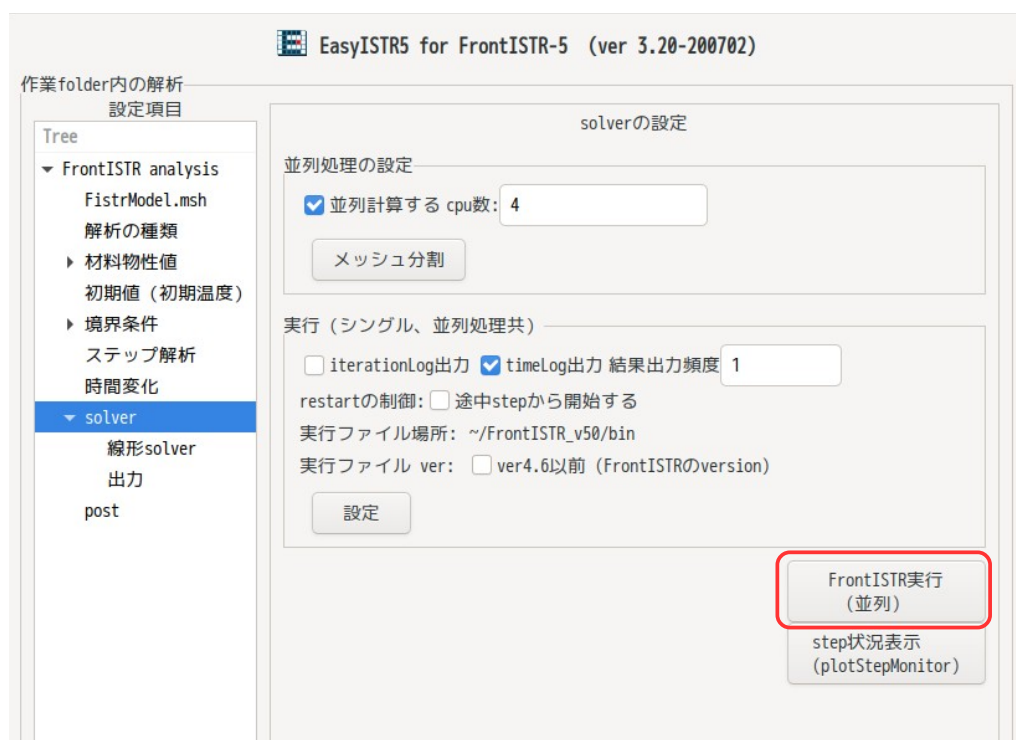 EasyISTR5 for FrontISTR-5 (ver 3.20-200702)
作業folder内の解析
設定項目
Tree
FrontISTR analysis
FistrModel.msh
解析の種類
材料物性値
初期値（初期温度）
境界条件
ステップ解析
時間変化
solver
線形solver
出力
post
solverの設定
並列処理の設定
並列計算する cpu数: 4
メッシュ分割
実行（シングル、並列処理共）
iterationLog出力 timeLog出力 結果出力頻度 1
restartの制御: 途中stepから開始する
実行ファイル場所: ~/FrontISTR_v50/bin
実行ファイル ver: ver4.6以前（FrontISTRのversion）
設定
FrontISTR実行
（並列）
step状況表示
(plotStepMonitor)